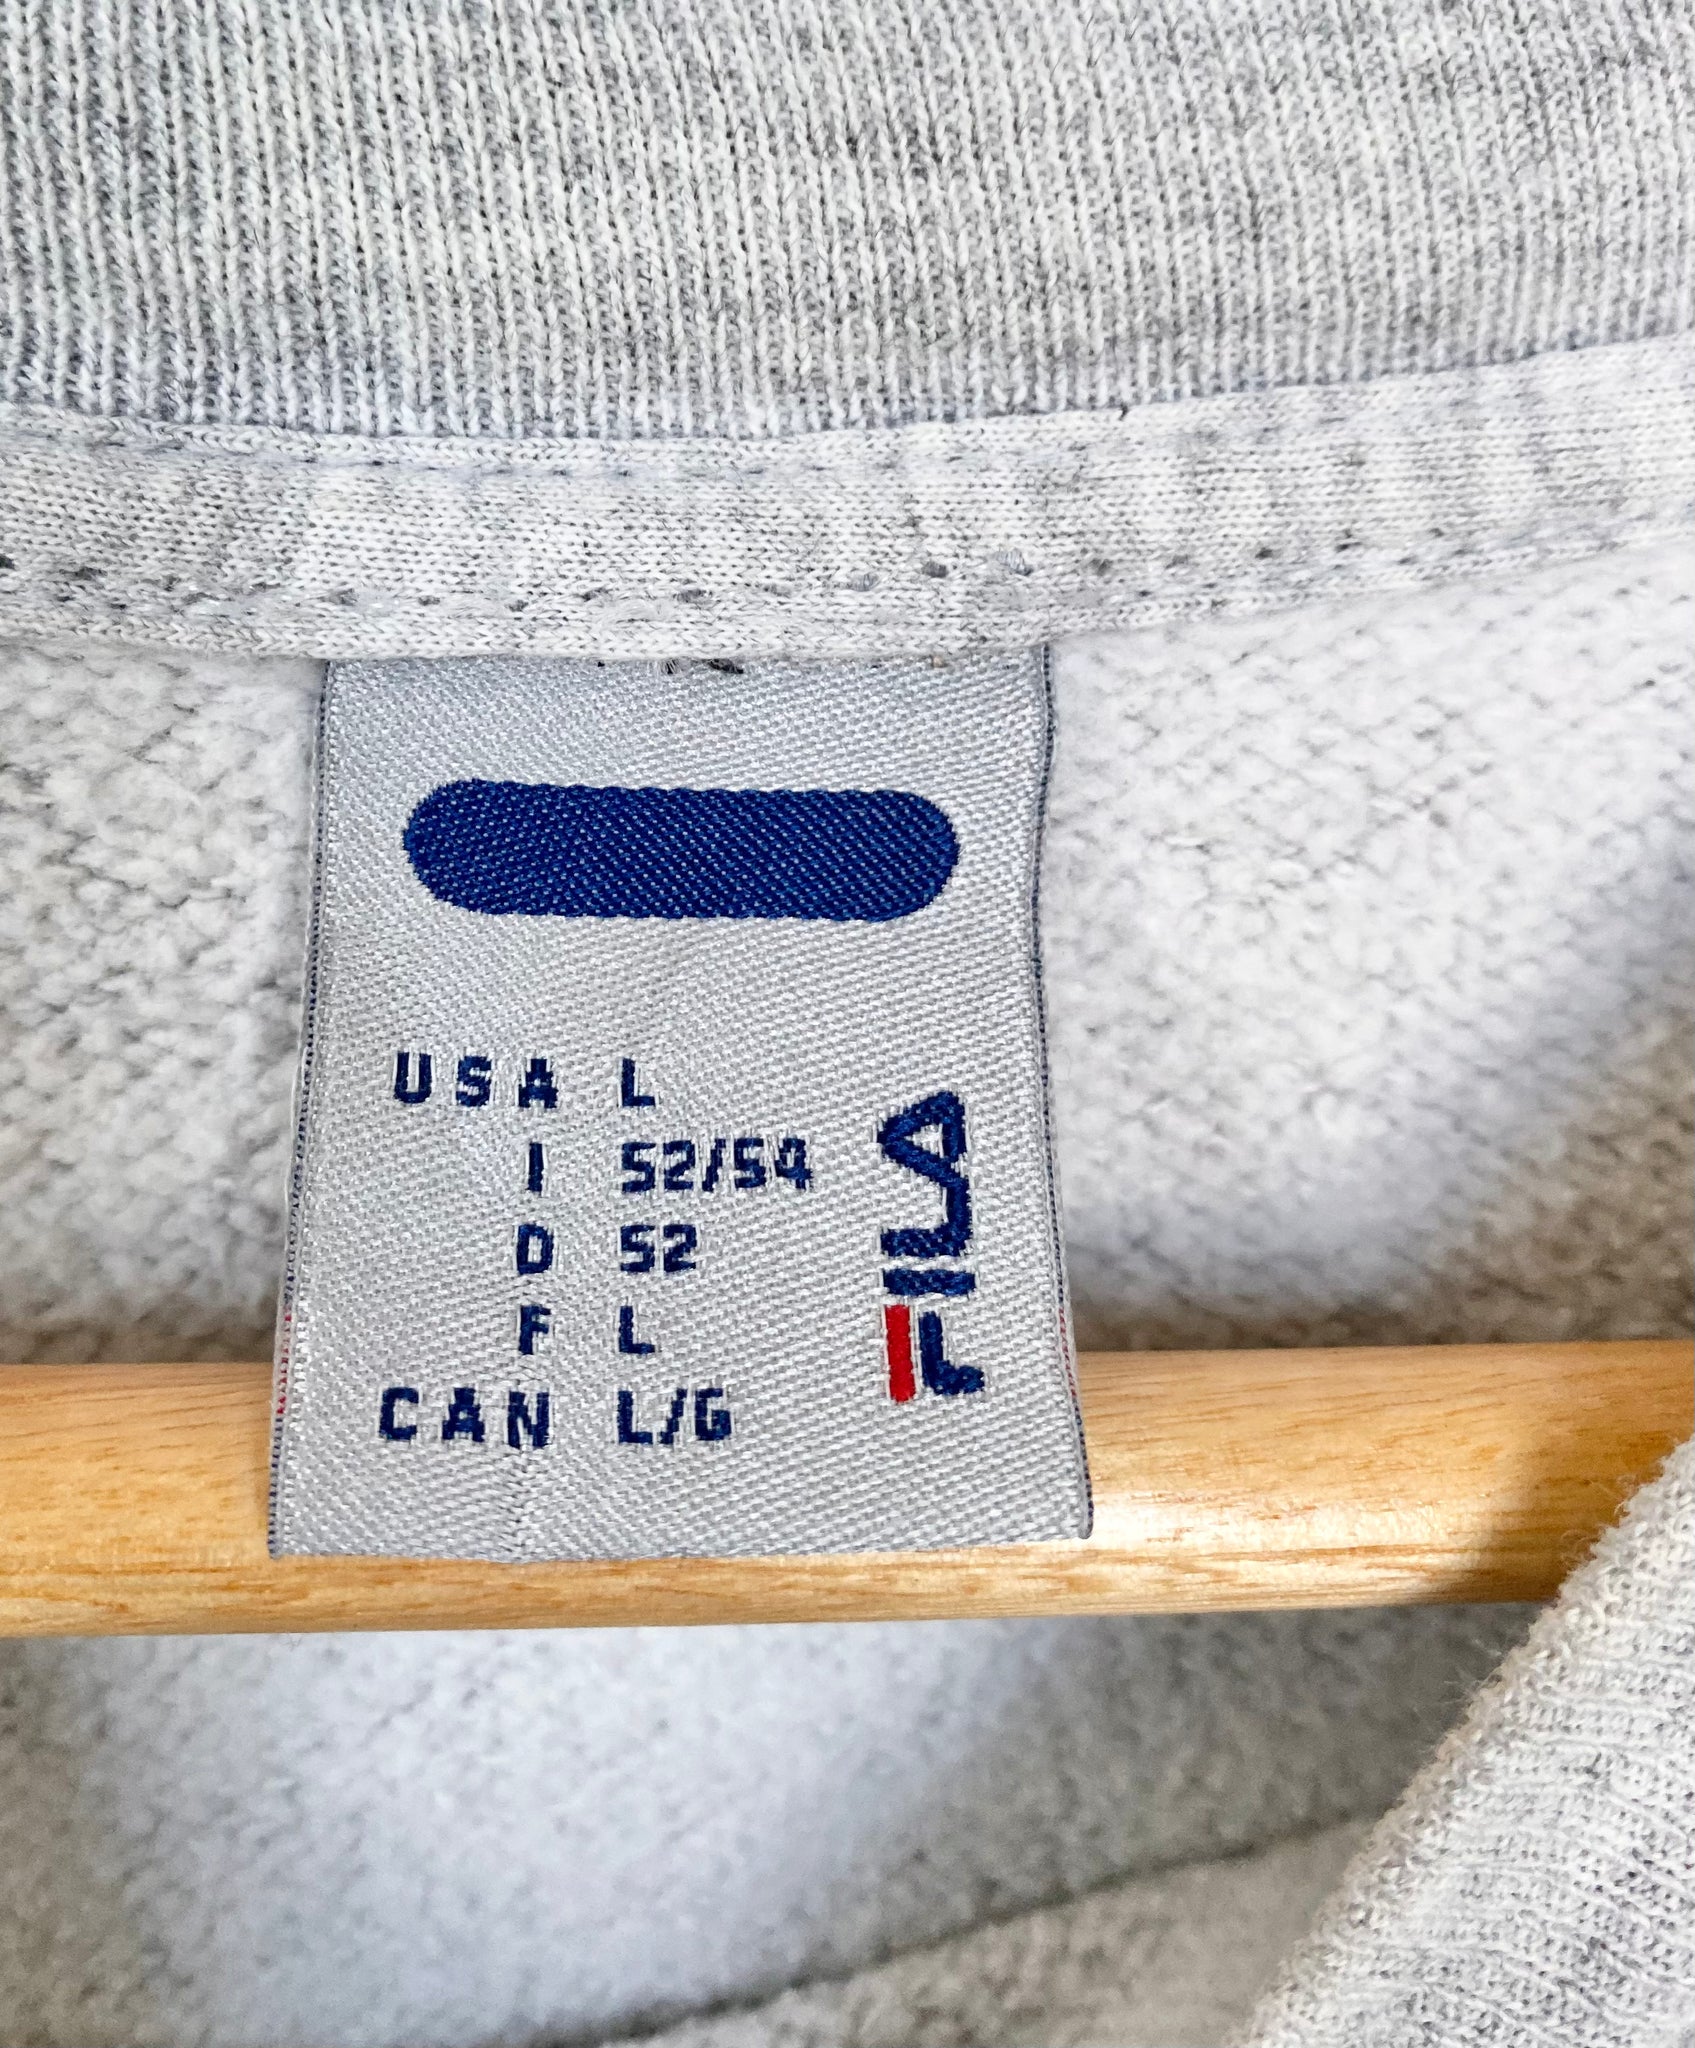 USA L
I 52/54
D 52
F L
CAN L/G
FILA